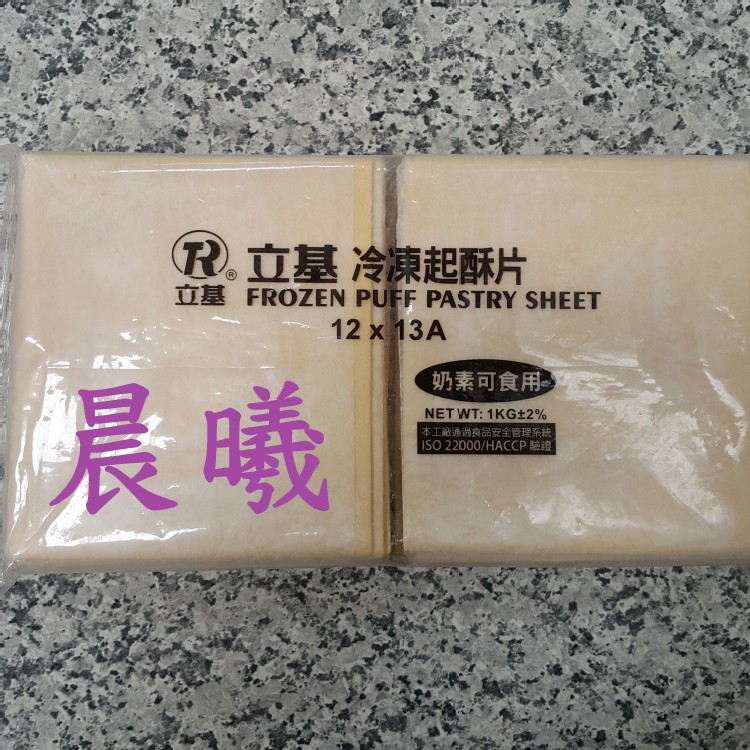 TR®
立基
立基 冷凍起酥片
FROZEN PUFF PASTRY SHEET
12 x 13A
奶素可食用
NET WT: 1KG±2%
本工廠通過食品安全管理系統
ISO 22000/HACCP 驗證
晨曦